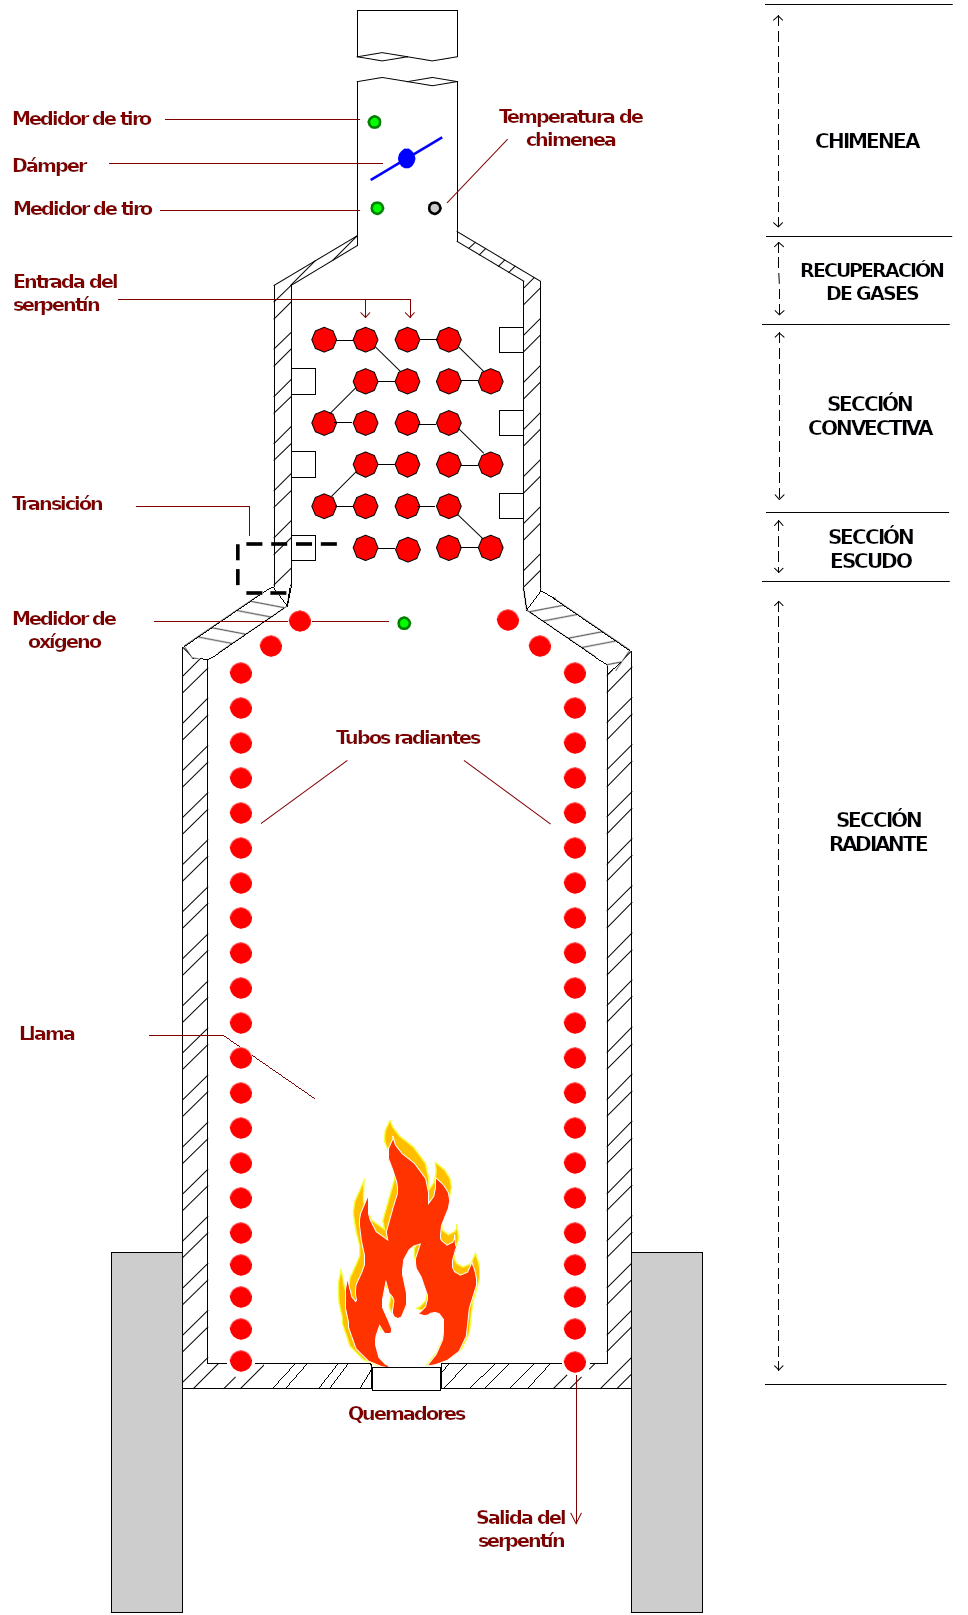 Medidor de tiro
Dámper
Medidor de tiro
Temperatura de
chimenea
CHIMENEA
Entrada del
serpentín
RECUPERACIÓN
DE GASES
SECCIÓN
CONVECTIVA
Transición
SECCIÓN
ESCUDO
Medidor de
oxígeno
Tubos radiantes
SECCIÓN
RADIANTE
Llama
Quemadores
Salida del
serpentín